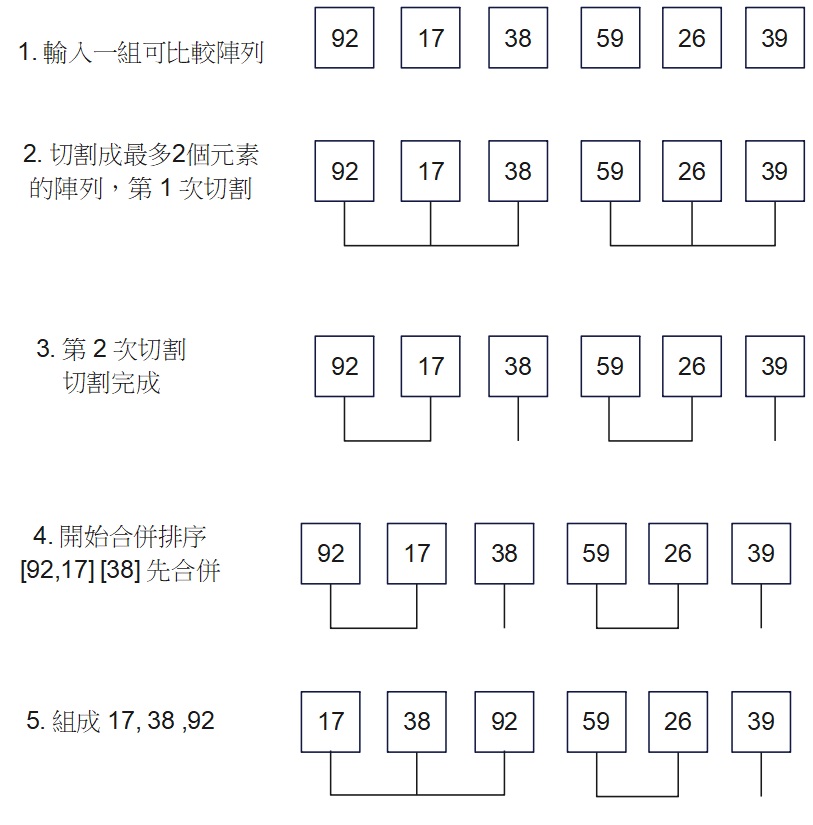 1. 輸入一組可比較陣列
92 17 38 59 26 39
2. 切割成最多2個元素
的陣列，第 1 次切割
92 17 38 59 26 39
3. 第 2 次切割
切割完成
92 17 38 59 26 39
4. 開始合併排序
[92,17] [38] 先合併
92 17 38 59 26 39
5. 組成 17, 38 ,92
17 38 92 59 26 39